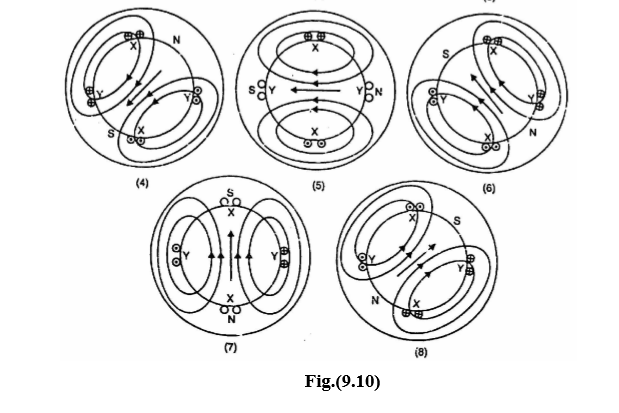 X N X X S X
Y Y S Y Y N Y Y
S X X X N
(4) (5) (6)
S X X S
Y Y Y Y
X N N X
(7) (8)
Fig.(9.10)